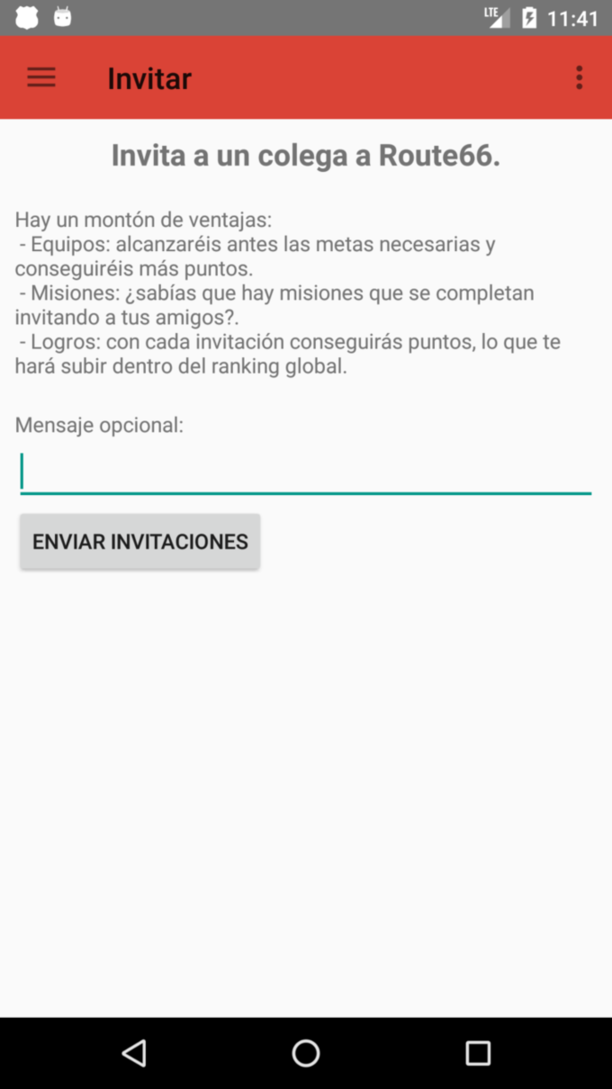 LTE 11:41
Invitar
Invita a un colega a Route66.
Hay un montón de ventajas:
- Equipos: alcanzaréis antes las metas necesarias y
conseguiréis más puntos.
- Misiones: ¿sabías que hay misiones que se completan
invitando a tus amigos?.
- Logros: con cada invitación conseguirás puntos, lo que te
hará subir dentro del ranking global.
Mensaje opcional:
ENVIAR INVITACIONES